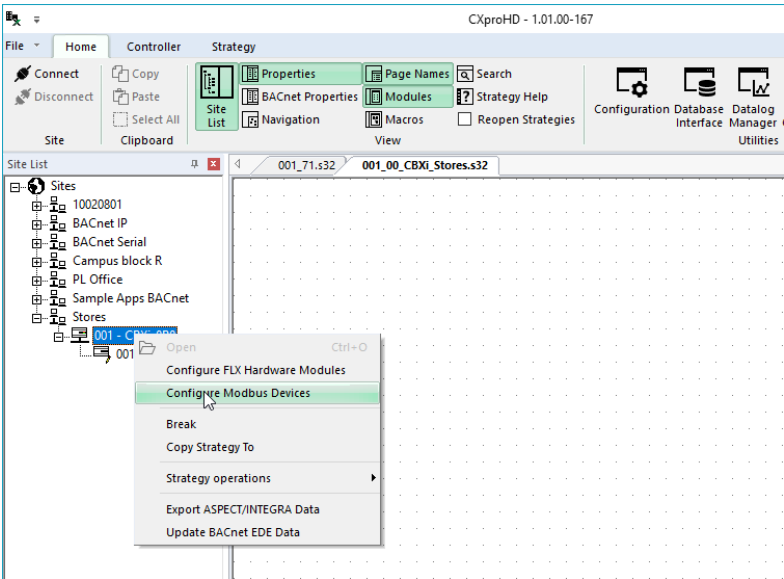 CXproHD - 1.01.00-167
File
Home
Controller
Strategy
Connect
Disconnect
Site
Copy
Paste
Select All
Clipboard
Site List
Properties
BACnet Properties
Navigation
Page Names
Modules
Macros
Search
Strategy Help
Reopen Strategies
View
Configuration
Database Interface
Datalog Manager
Utilities
Site List
001_71.s32
001_00_CBXi_Stores.s32
Sites
10020801
BACnet IP
BACnet Serial
Campus block R
PL Office
Sample Apps BACnet
Stores
001 - CBXi
001
Open Ctrl+O
Configure FLX Hardware Modules
Configure Modbus Devices
Break
Copy Strategy To
Strategy operations
Export ASPECT/INTEGRA Data
Update BACnet EDE Data